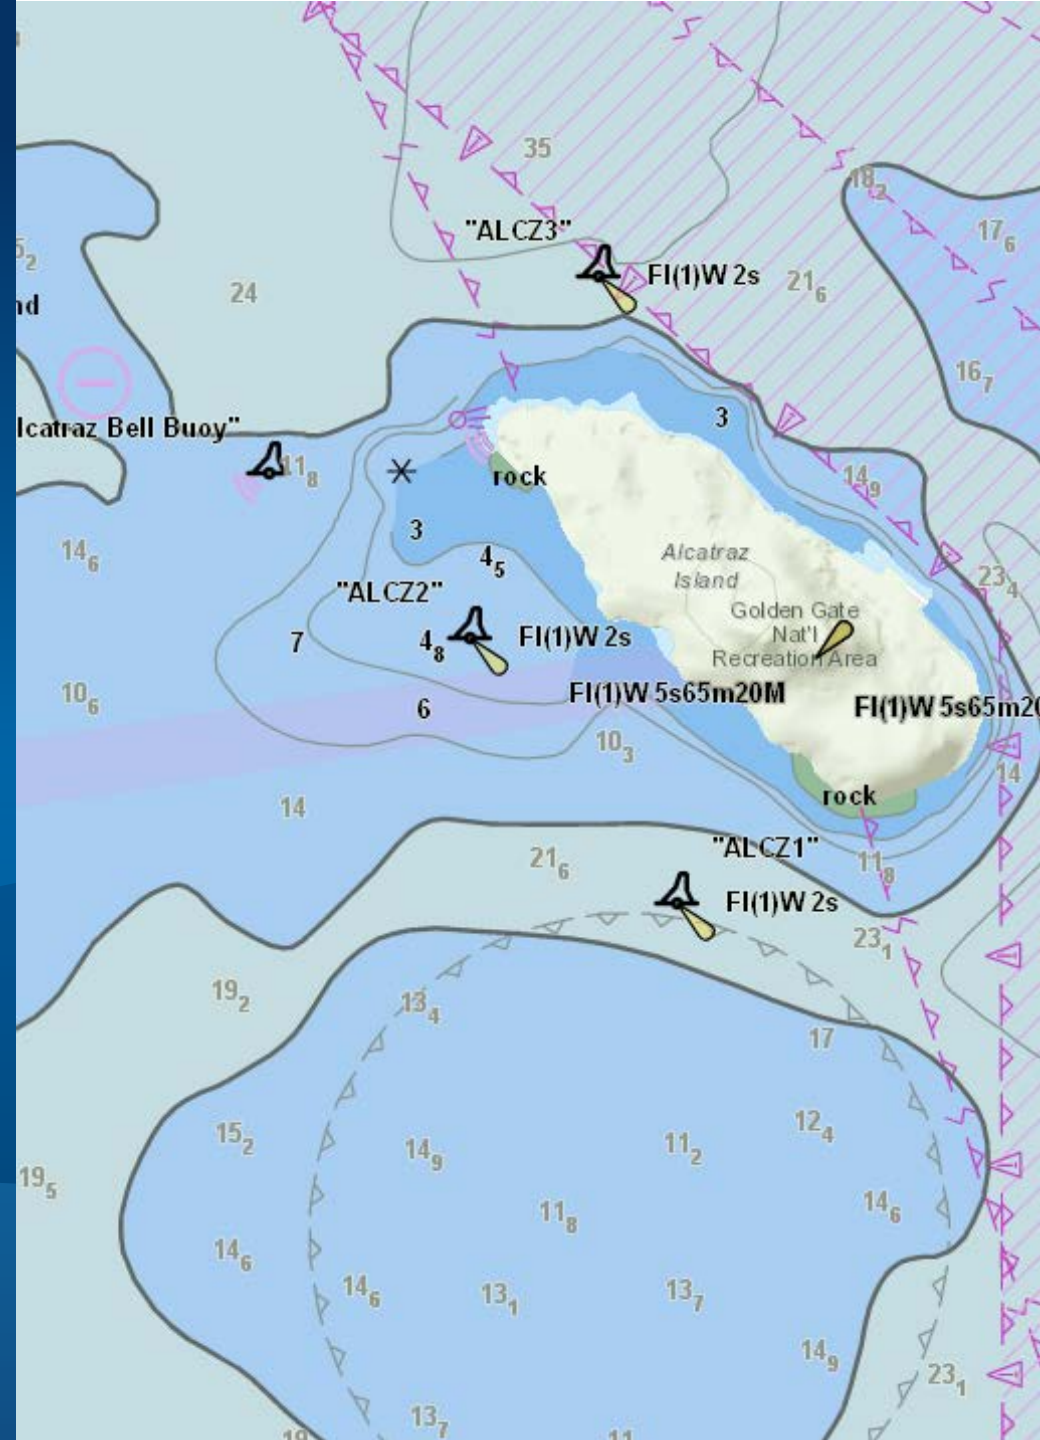 35
18₂
"ALCZ3"
17₆
5₂
Fl(1)W 2s
21₆
24
nd
16₇
3
lcatraz Bell Buoy"
11₈
rock
14₉
3
14₆
4₅
Alcatraz
Island
23₄
"ALCZ2"
Golden Gate
Nat'l
Recreation Area
7
4₈
Fl(1)W 2s
10₆
Fl(1)W 5s65m20M
Fl(1)W 5s65m20
6
10₃
14
14
rock
21₆
"ALCZ1"
11₈
Fl(1)W 2s
23₁
19₂
13₄
17
15₂
14₉
11₂
12₄
19₅
11₈
14₆
14₆
14₆
13₁
13₇
14₉
23₁
13₇
19
11